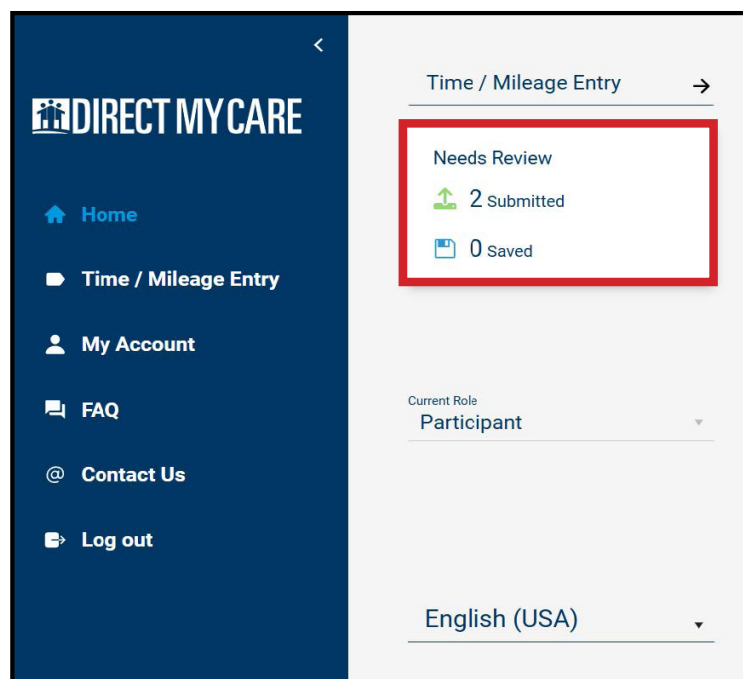 DIRECT MY CARE
Home
Time / Mileage Entry
My Account
FAQ
@ Contact Us
Log out
Time / Mileage Entry
Needs Review
2 Submitted
0 Saved
Current Role
Participant
English (USA)